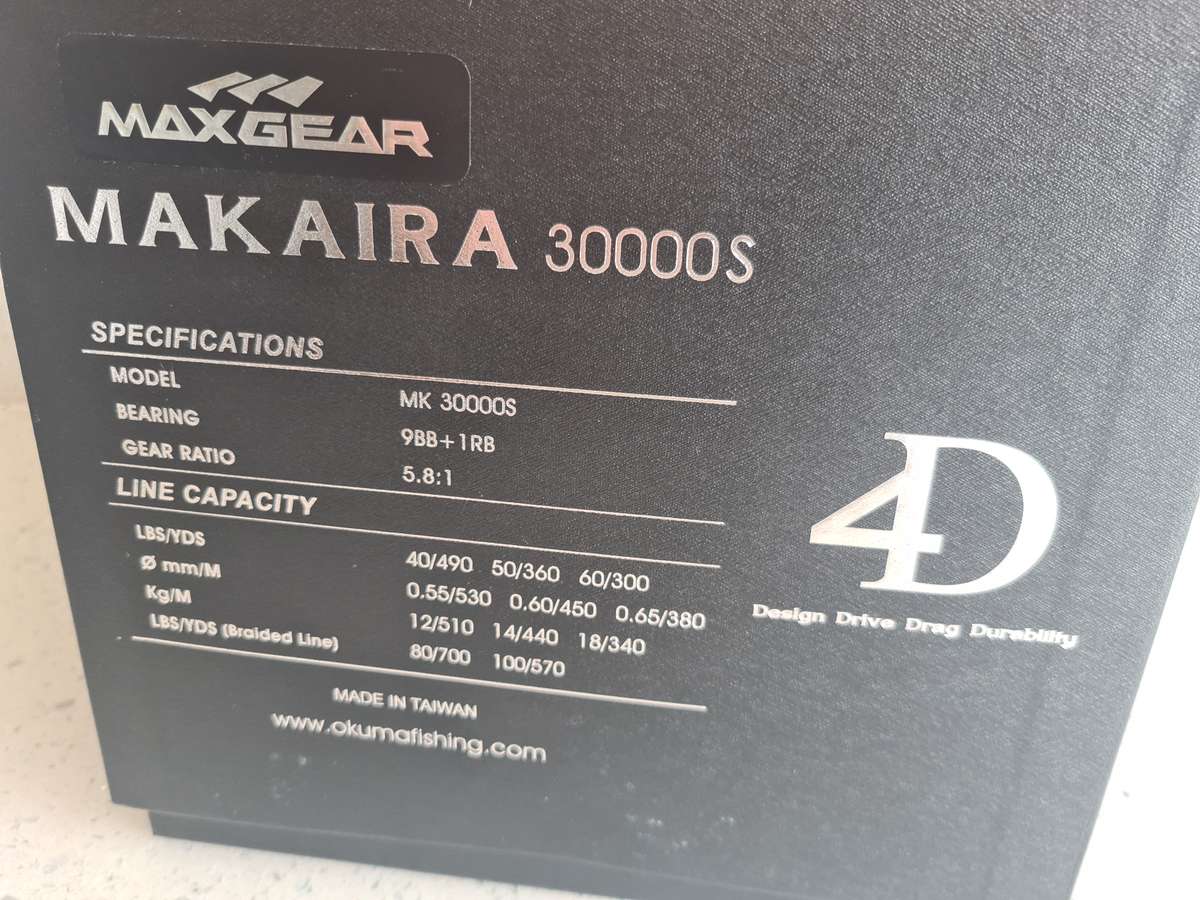 MAXGEAR
MAKAIRA 30000S
SPECIFICATIONS
MODEL MK 30000S
BEARING 9BB+1RB
GEAR RATIO 5.8:1
LINE CAPACITY
LBS/YDS 40/490 50/360 60/300
Ø mm/M 0.55/530 0.60/450 0.65/380
Kg/M 12/510 14/440 18/340
LBS/YDS (Braided Line) 80/700 100/570
MADE IN TAIWAN
www.okumafishing.com
4D
Design Drive Drag Durability